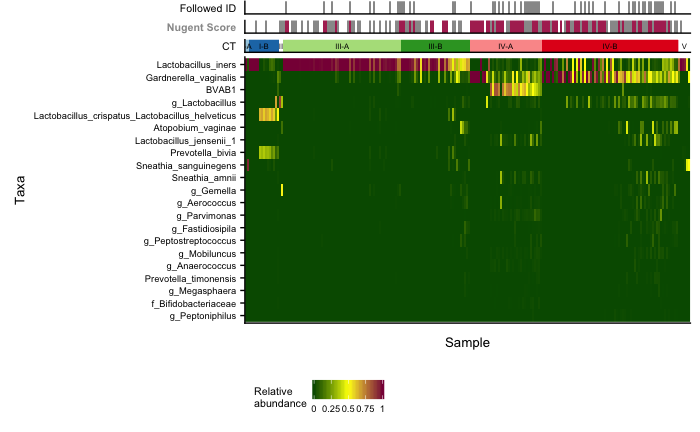 Followed ID
Nugent Score
CT
I-B III-A III-B IV-A IV-B V
Lactobacillus_iners
Gardnerella_vaginalis
BVAB1
g_Lactobacillus
Lactobacillus_crispatus_Lactobacillus_helveticus
Atopobium_vaginae
Lactobacillus_jensenii_1
Prevotella_bivia
Sneathia_sanguinegens
Sneathia_amnii
g_Gemella
g_Aerococcus
g_Parvimonas
g_Fastidiosipila
g_Peptostreptococcus
g_Mobiluncus
g_Anaerococcus
Prevotella_timonensis
g_Megasphaera
f_Bifidobacteriaceae
g_Peptoniphilus
Taxa
Sample
Relative
abundance
0 0.25 0.5 0.75 1